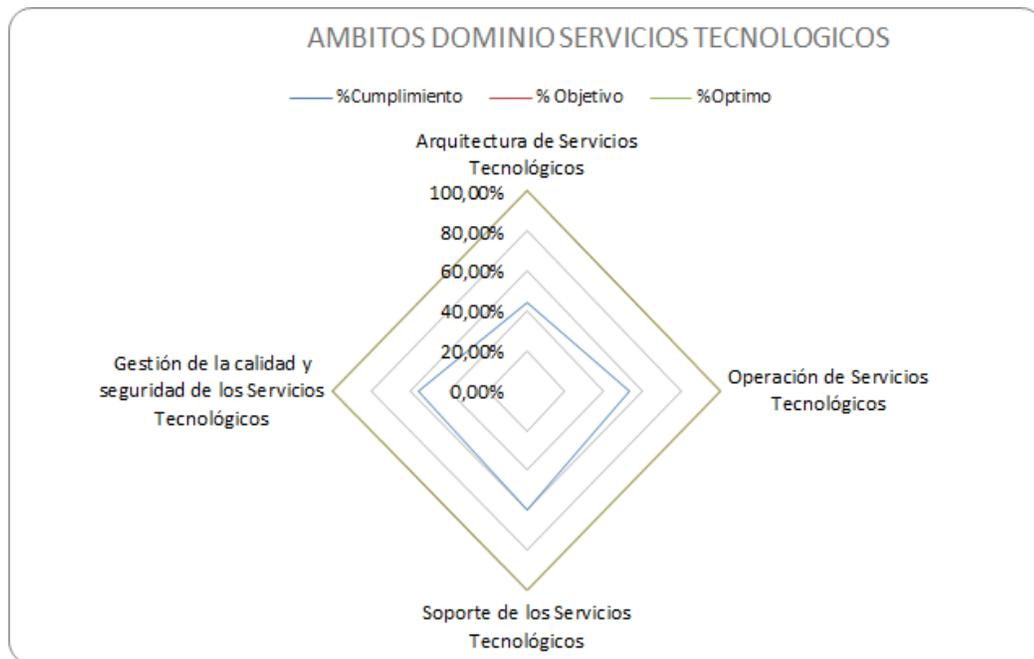 AMBITOS DOMINIO SERVICIOS TECNOLOGICOS
%Cumplimiento % Objetivo %Optimo
Arquitectura de Servicios
Tecnológicos
100,00%
80,00%
60,00%
40,00%
20,00%
0,00%
Gestión de la calidad y
seguridad de los Servicios
Tecnológicos
Operación de Servicios
Tecnológicos
Soporte de los Servicios
Tecnológicos